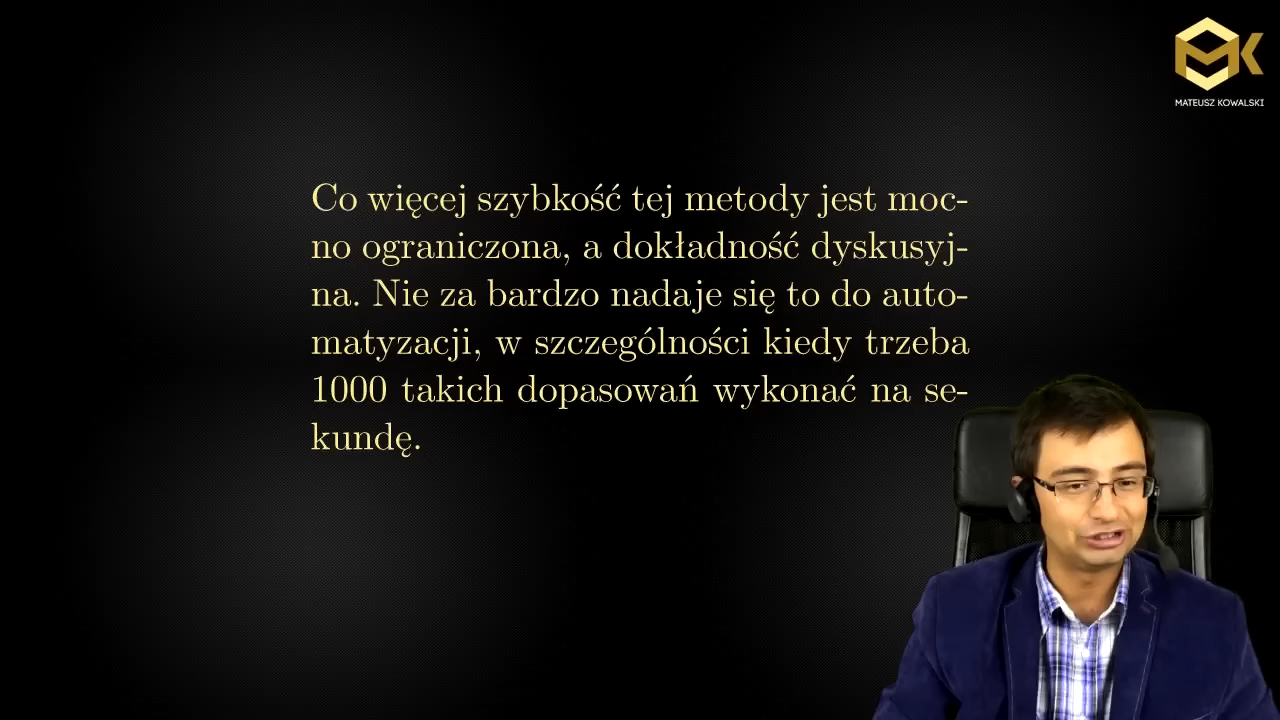 MATEUSZ KOWALSKI
Co więcej szybkość tej metody jest moc-
no ograniczona, a dokładność dyskusyj-
na. Nie za bardzo nadaje się to do auto-
matyzacji, w szczególności kiedy trzeba
1000 takich dopasowań wykonać na se-
kundę.